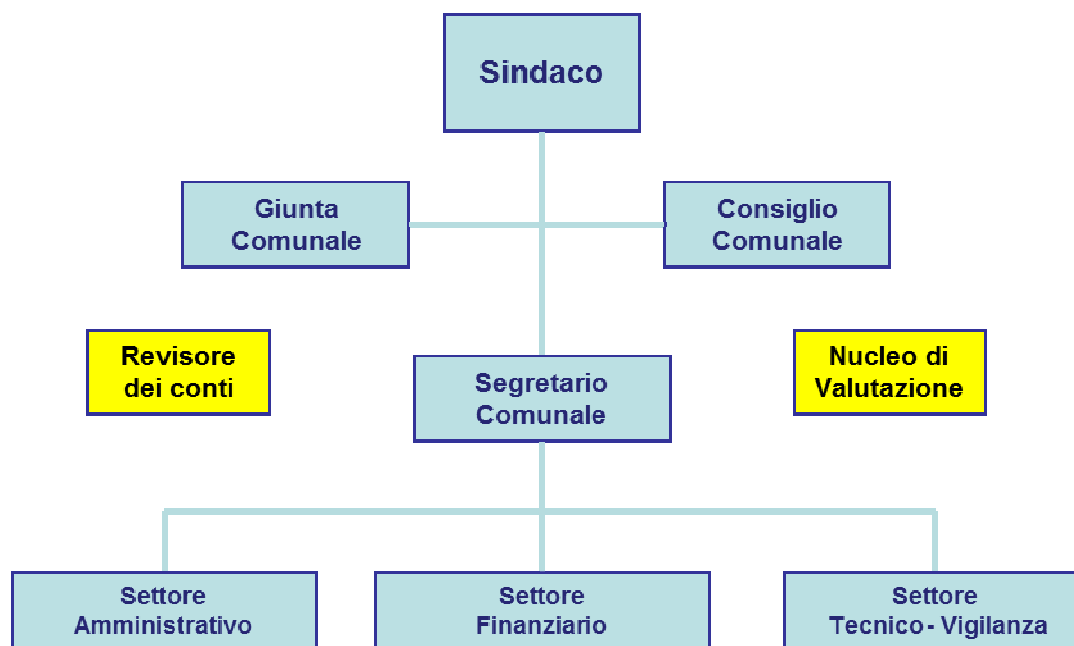 Sindaco
Giunta
Comunale
Consiglio
Comunale
Revisore
dei conti
Nucleo di
Valutazione
Segretario
Comunale
Settore
Amministrativo
Settore
Finanziario
Settore
Tecnico - Vigilanza